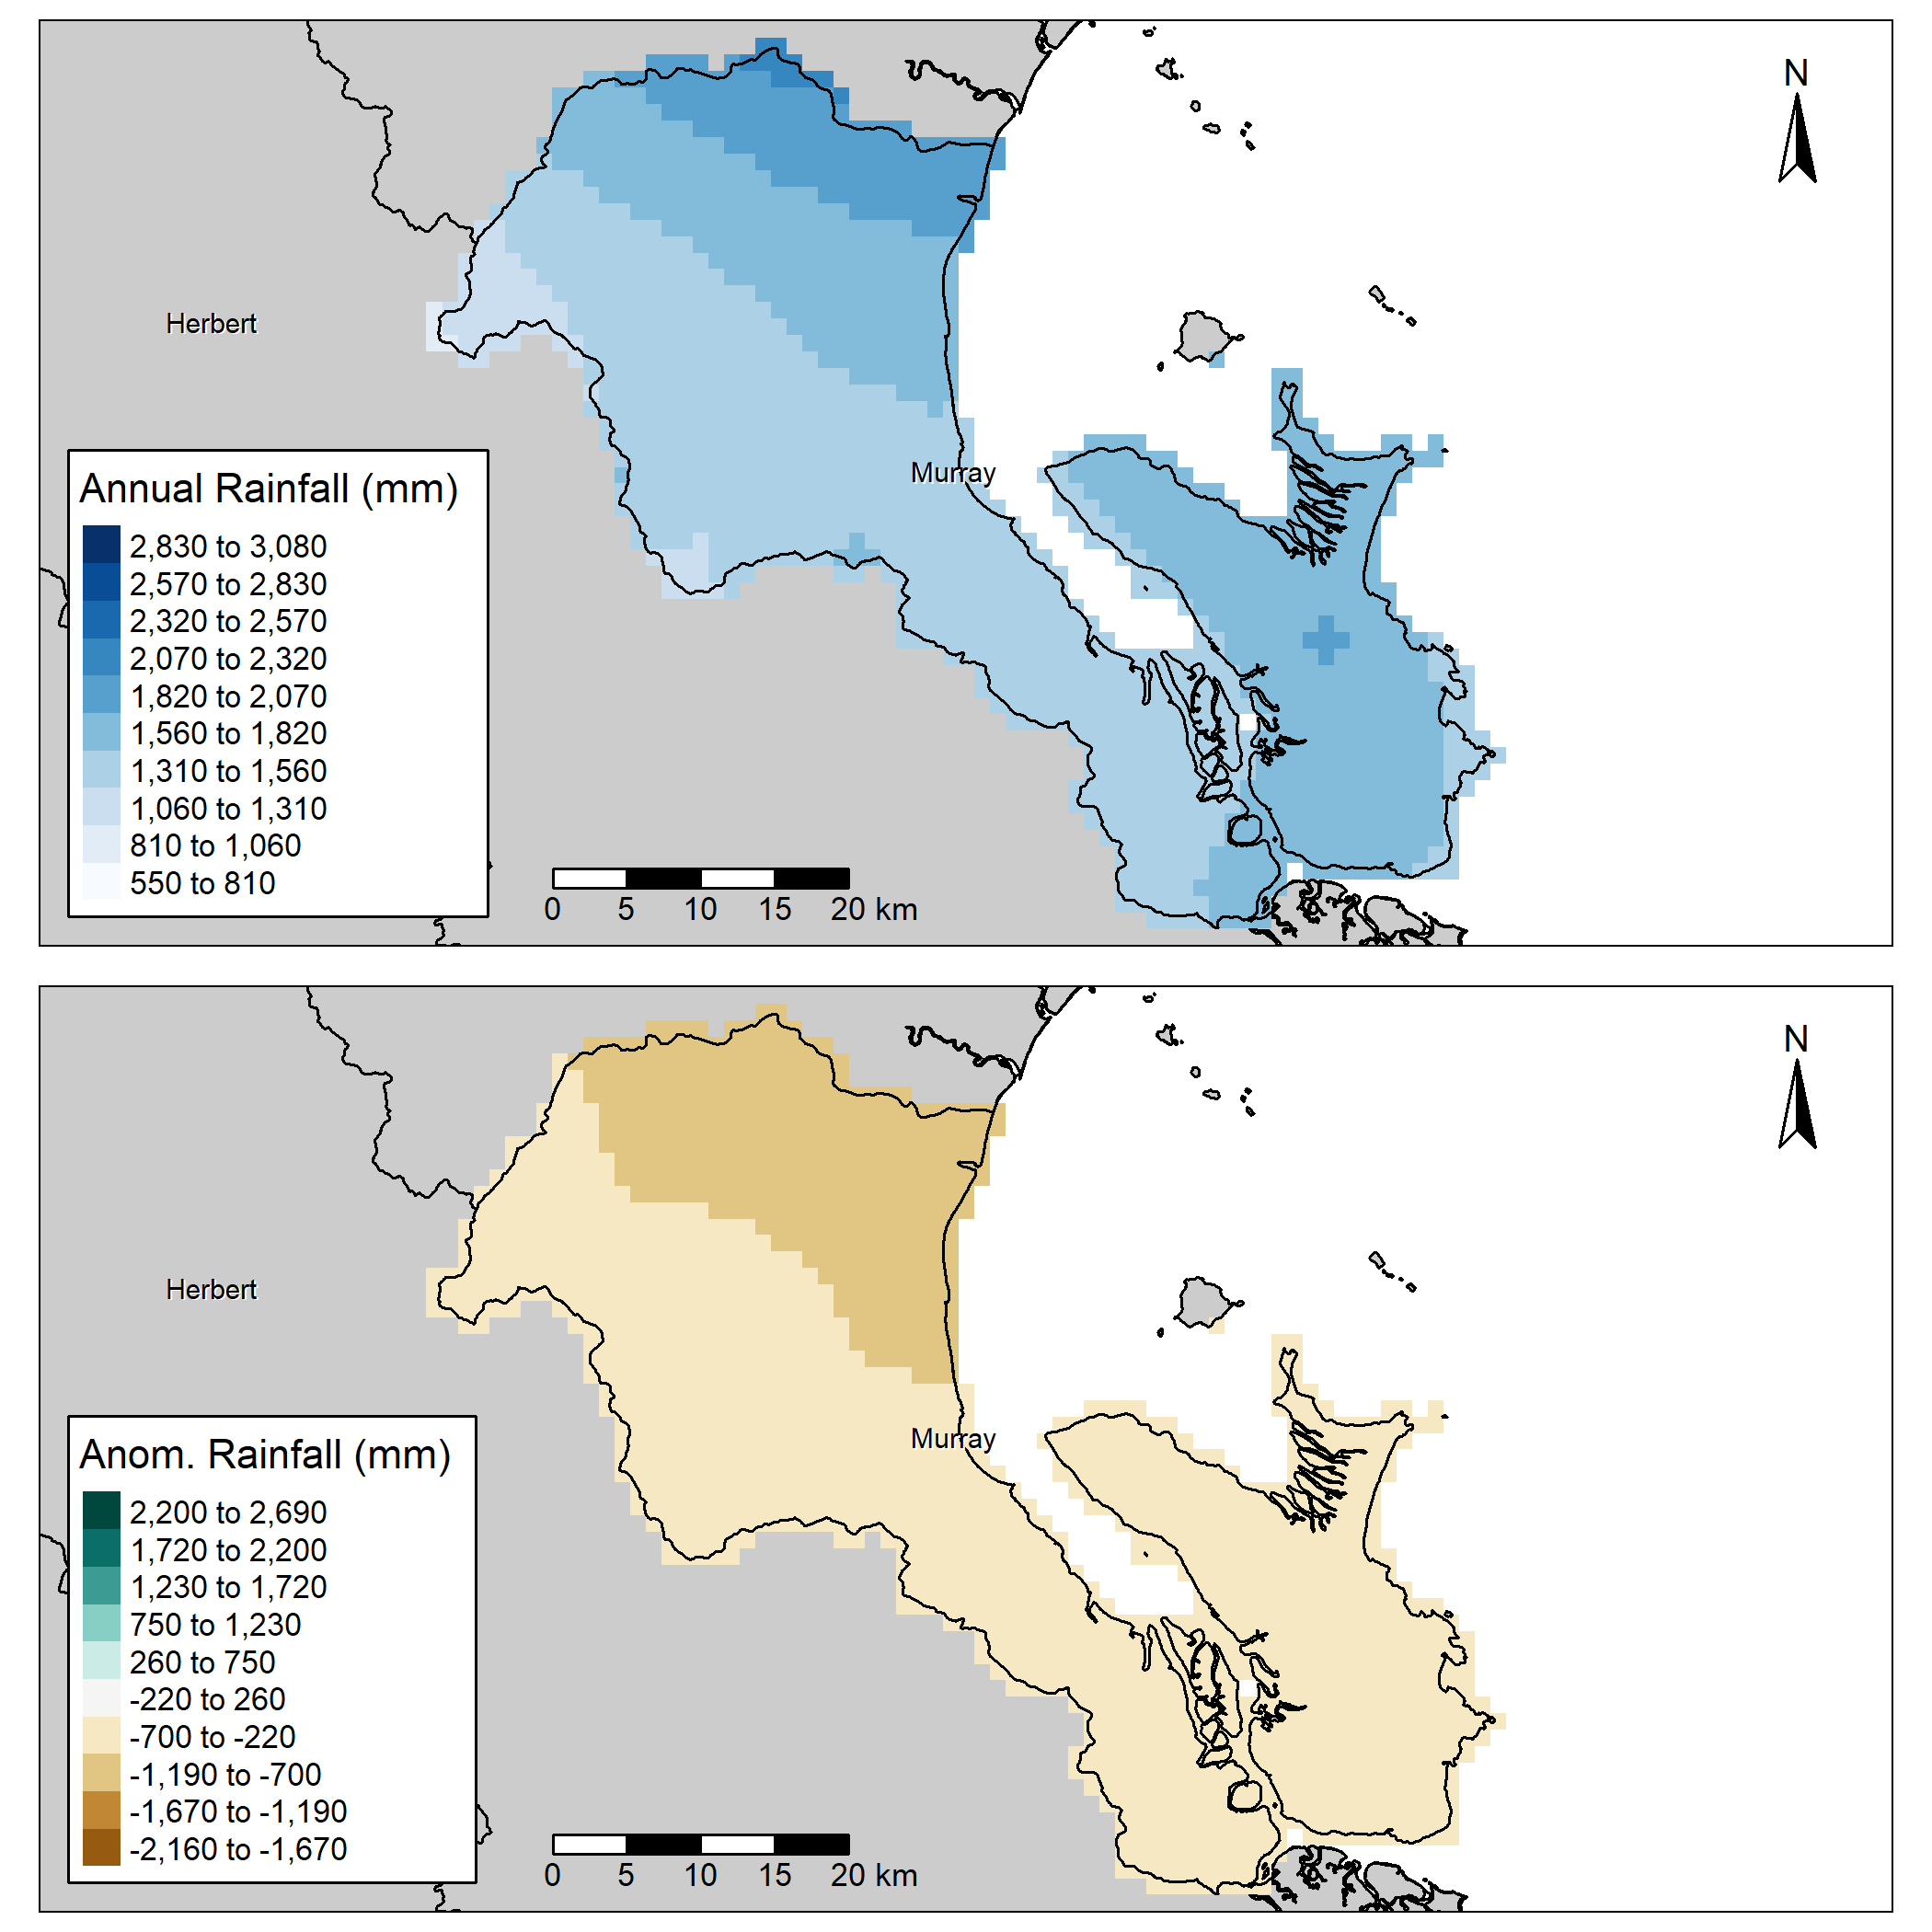 N
Herbert
Murray
Annual Rainfall (mm)
2,830 to 3,080
2,570 to 2,830
2,320 to 2,570
2,070 to 2,320
1,820 to 2,070
1,560 to 1,820
1,310 to 1,560
1,060 to 1,310
810 to 1,060
550 to 810
0 5 10 15 20 km
N
Herbert
Murray
Anom. Rainfall (mm)
2,200 to 2,690
1,720 to 2,200
1,230 to 1,720
750 to 1,230
260 to 750
-220 to 260
-700 to -220
-1,190 to -700
-1,670 to -1,190
-2,160 to -1,670
0 5 10 15 20 km